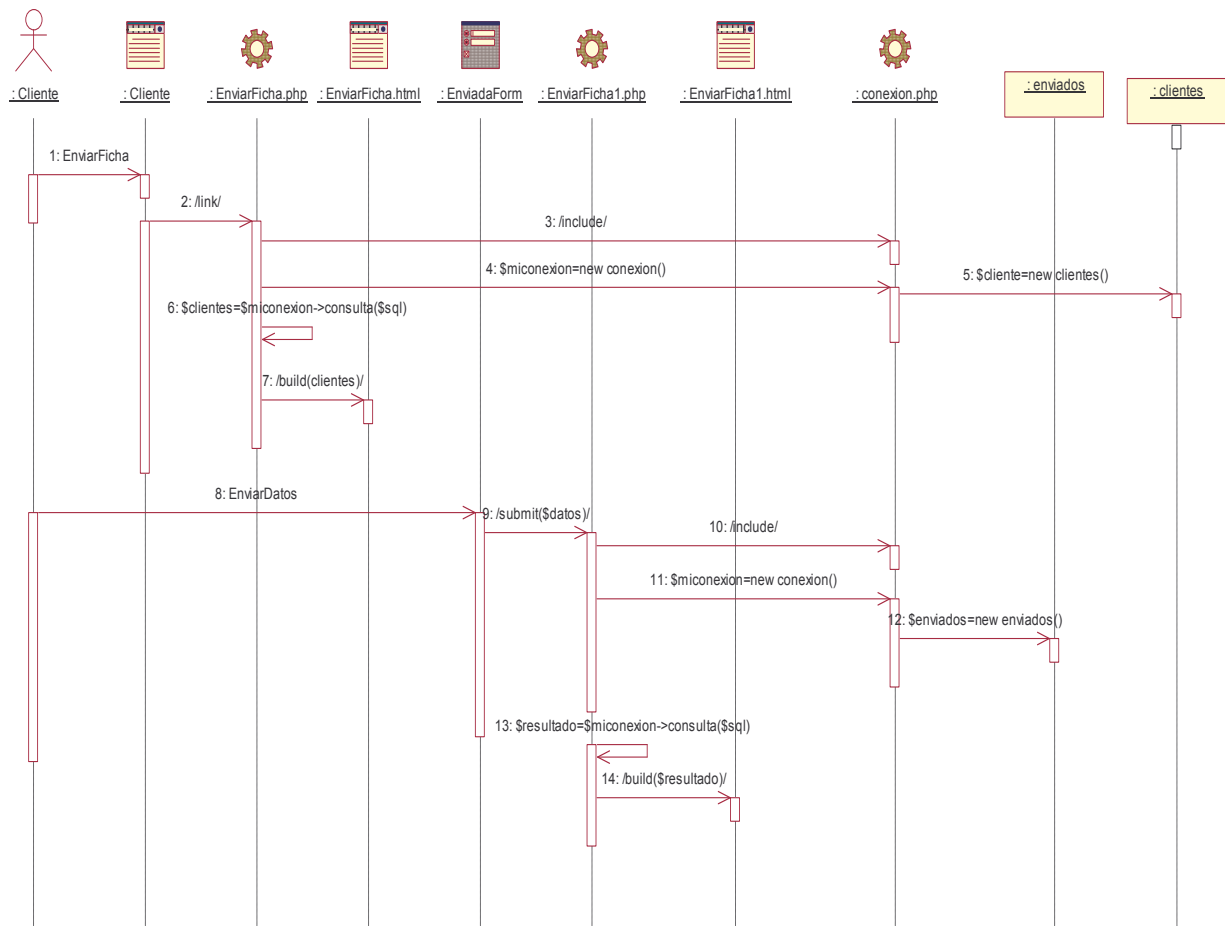 : Cliente
: Cliente
: EnviarFicha.php
: EnviarFicha.html
: EnviadaForm
: EnviarFicha1.php
: EnviarFicha1.html
: conexion.php
: enviados
: clientes
1: EnviarFicha
2: /link/
3: /include/
4: $miconexion=new conexion()
5: $cliente=new clientes()
6: $clientes=$miconexion->consulta($sql)
7: /build(clientes)/
8: EnviarDatos
9: /submit($datos)/
10: /include/
11: $miconexion=new conexion()
12: $enviados=new enviados()
13: $resultado=$miconexion->consulta($sql)
14: /build($resultado)/